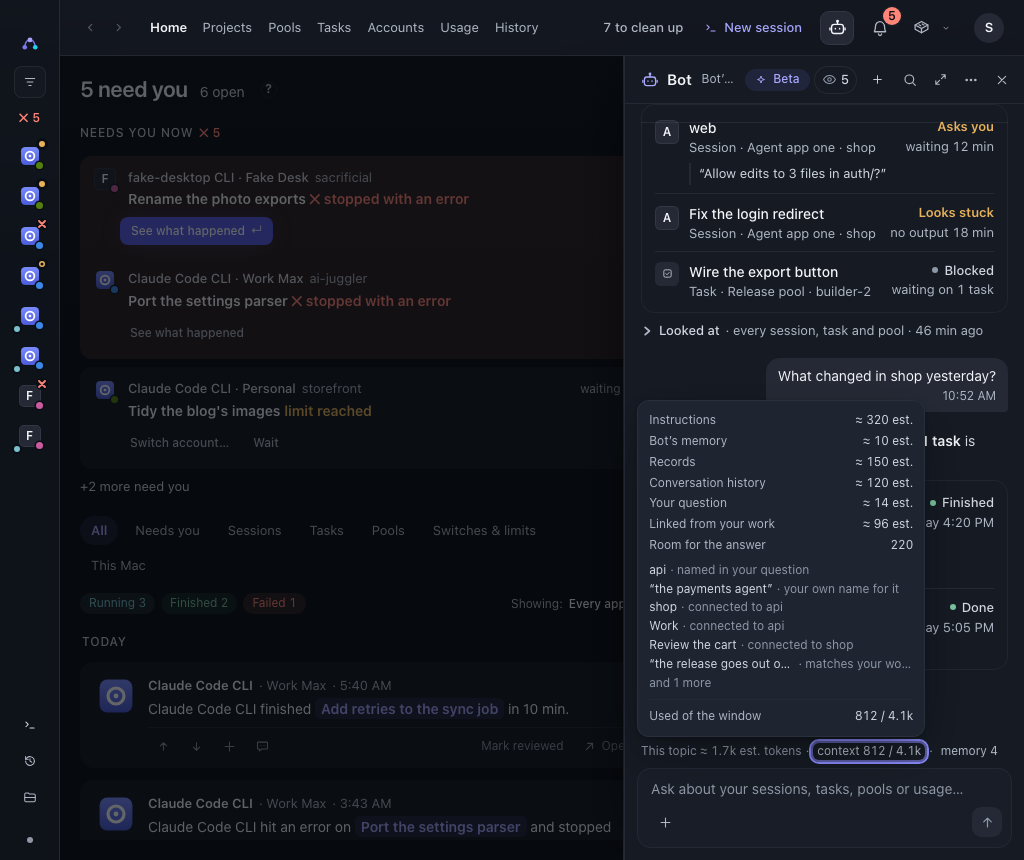 Home Projects Pools Tasks Accounts Usage History 7 to clean up New session 5 S
5
5 need you 6 open ?
NEEDS YOU NOW 5
F fake-desktop CLI · Fake Desk sacrificial
Rename the photo exports stopped with an error
See what happened
Claude Code CLI · Work Max ai-juggler
Port the settings parser stopped with an error
See what happened
Claude Code CLI · Personal storefront waiting
Tidy the blog's images limit reached
Switch account… Wait
F
F
+2 more need you
All Needs you Sessions Tasks Pools Switches & limits
This Mac
Running 3 Finished 2 Failed 1 Showing: Every app
TODAY
Claude Code CLI · Work Max · 5:40 AM
Claude Code CLI finished Add retries to the sync job in 10 min.
Mark reviewed Ope
Claude Code CLI · Work Max · 3:43 AM
Claude Code CLI hit an error on Port the settings parser and stopped
Bot Bot'… Beta 5
A web Asks you
Session · Agent app one · shop waiting 12 min
“Allow edits to 3 files in auth/?”
A Fix the login redirect Looks stuck
Session · Agent app one · shop no output 18 min
Wire the export button Blocked
Task · Release pool · builder-2 waiting on 1 task
Looked at · every session, task and pool · 46 min ago
What changed in shop yesterday?
10:52 AM
task is
Finished
ay 4:20 PM
Done
ay 5:05 PM
Instructions ≈ 320 est.
Bot’s memory ≈ 10 est.
Records ≈ 150 est.
Conversation history ≈ 120 est.
Your question ≈ 14 est.
Linked from your work ≈ 96 est.
Room for the answer 220
api · named in your question
“the payments agent” · your own name for it
shop · connected to api
Work · connected to api
Review the cart · connected to shop
“the release goes out o… · matches your wo…
and 1 more
Used of the window 812 / 4.1k
This topic ≈ 1.7k est. tokens · context 812 / 4.1k · memory 4
Ask about your sessions, tasks, pools or usage…